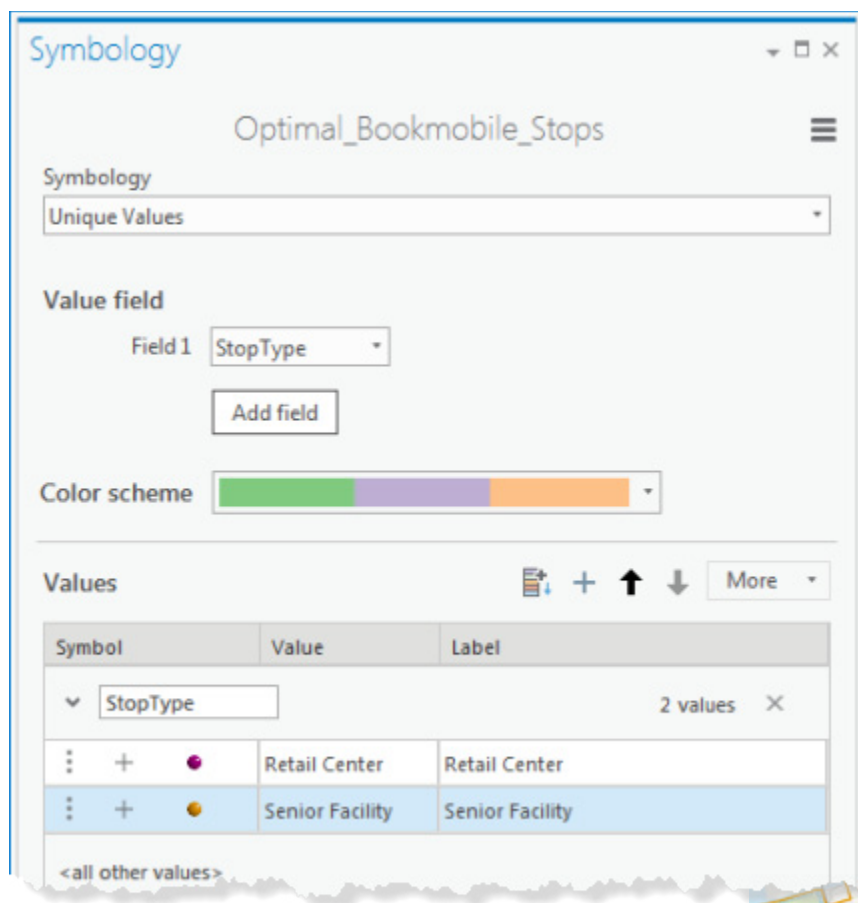 Symbology
Optimal_Bookmobile_Stops
Symbology
Unique Values
Value field
Field 1 StopType
Add field
Color scheme
Values More
Symbol Value Label
StopType 2 values
Retail Center Retail Center
Senior Facility Senior Facility
<all other values>